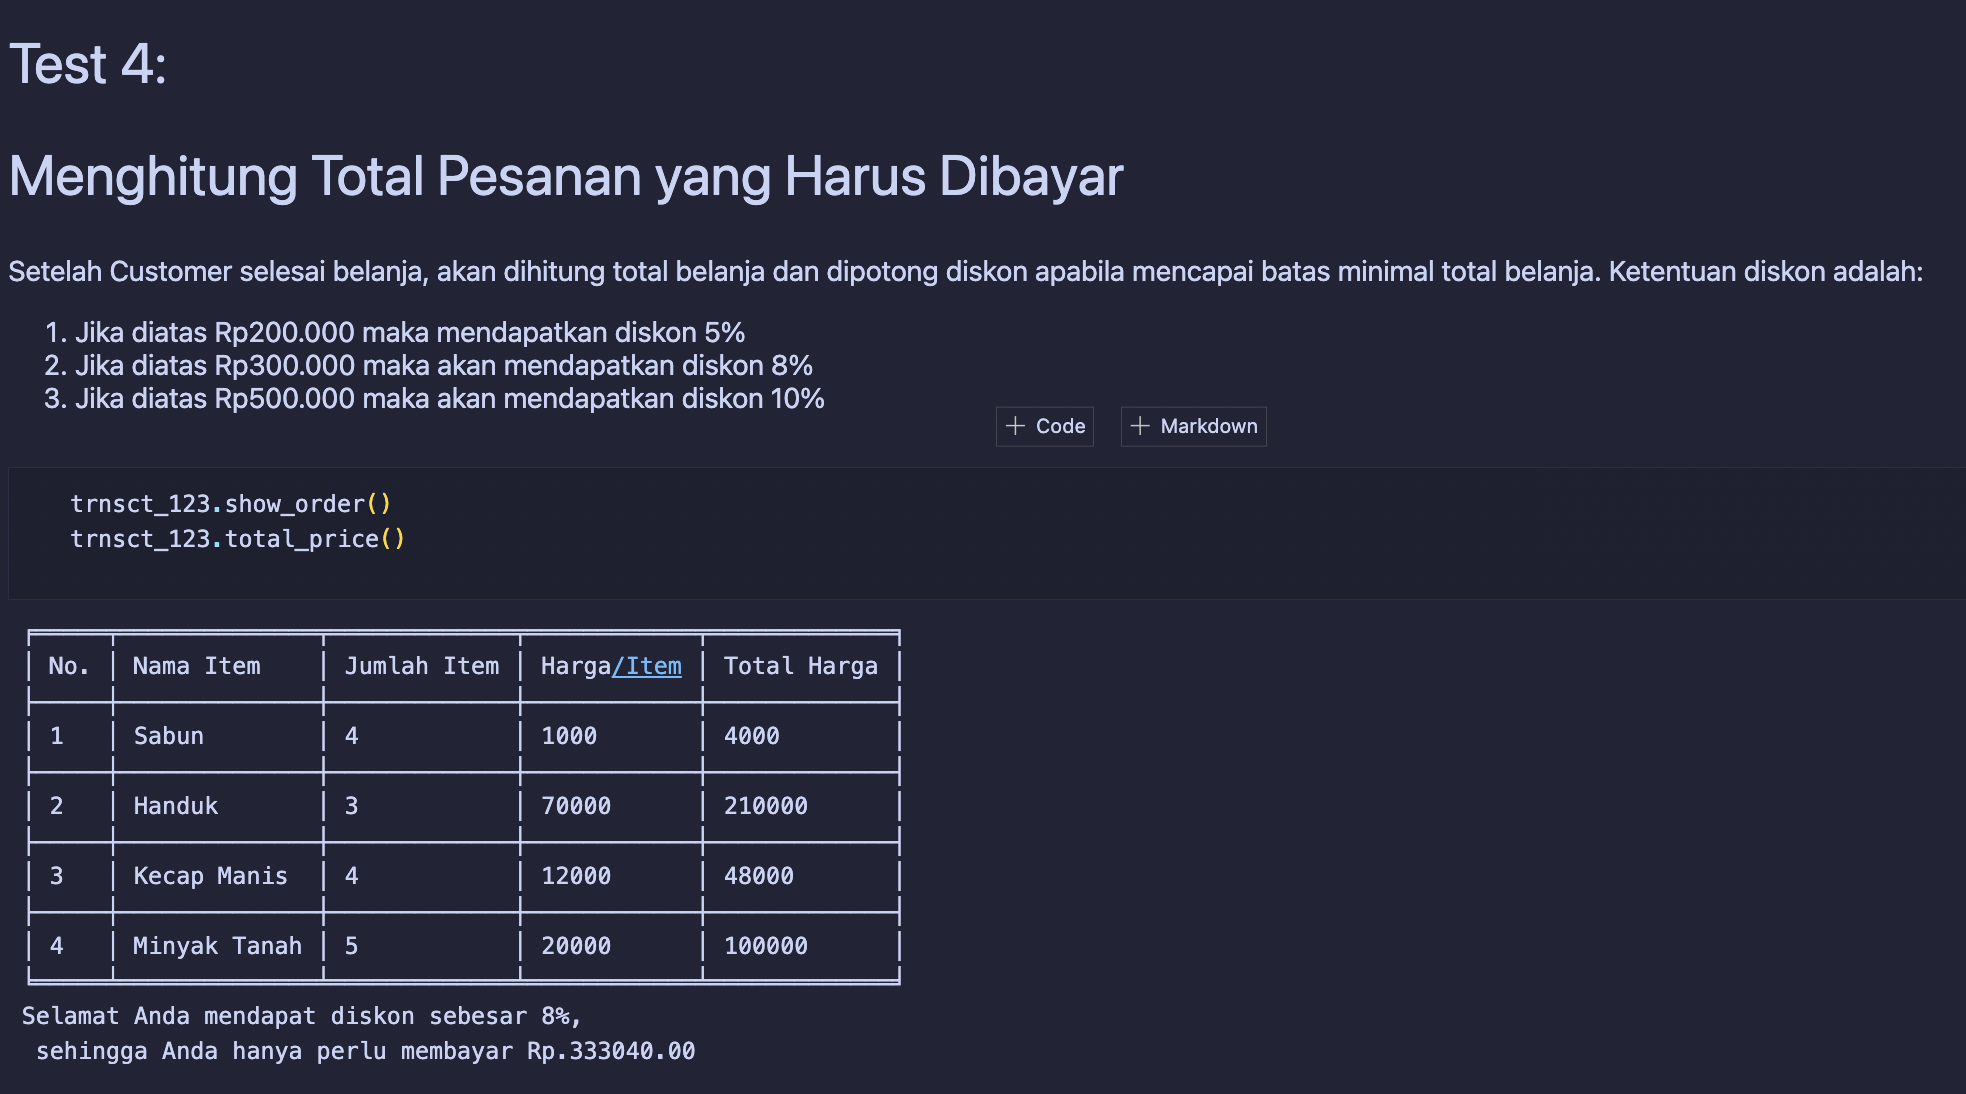 Test 4:
Menghitung Total Pesanan yang Harus Dibayar
Setelah Customer selesai belanja, akan dihitung total belanja dan dipotong diskon apabila mencapai batas minimal total belanja. Ketentuan diskon adalah:
1. Jika diatas Rp200.000 maka mendapatkan diskon 5%
2. Jika diatas Rp300.000 maka akan mendapatkan diskon 8%
3. Jika diatas Rp500.000 maka akan mendapatkan diskon 10%
+ Code + Markdown
trnsct_123.show_order()
trnsct_123.total_price()
No. Nama Item Jumlah Item Harga/Item Total Harga
1 Sabun 4 1000 4000
2 Handuk 3 70000 210000
3 Kecap Manis 4 12000 48000
4 Minyak Tanah 5 20000 100000
Selamat Anda mendapat diskon sebesar 8%,
sehingga Anda hanya perlu membayar Rp.333040.00